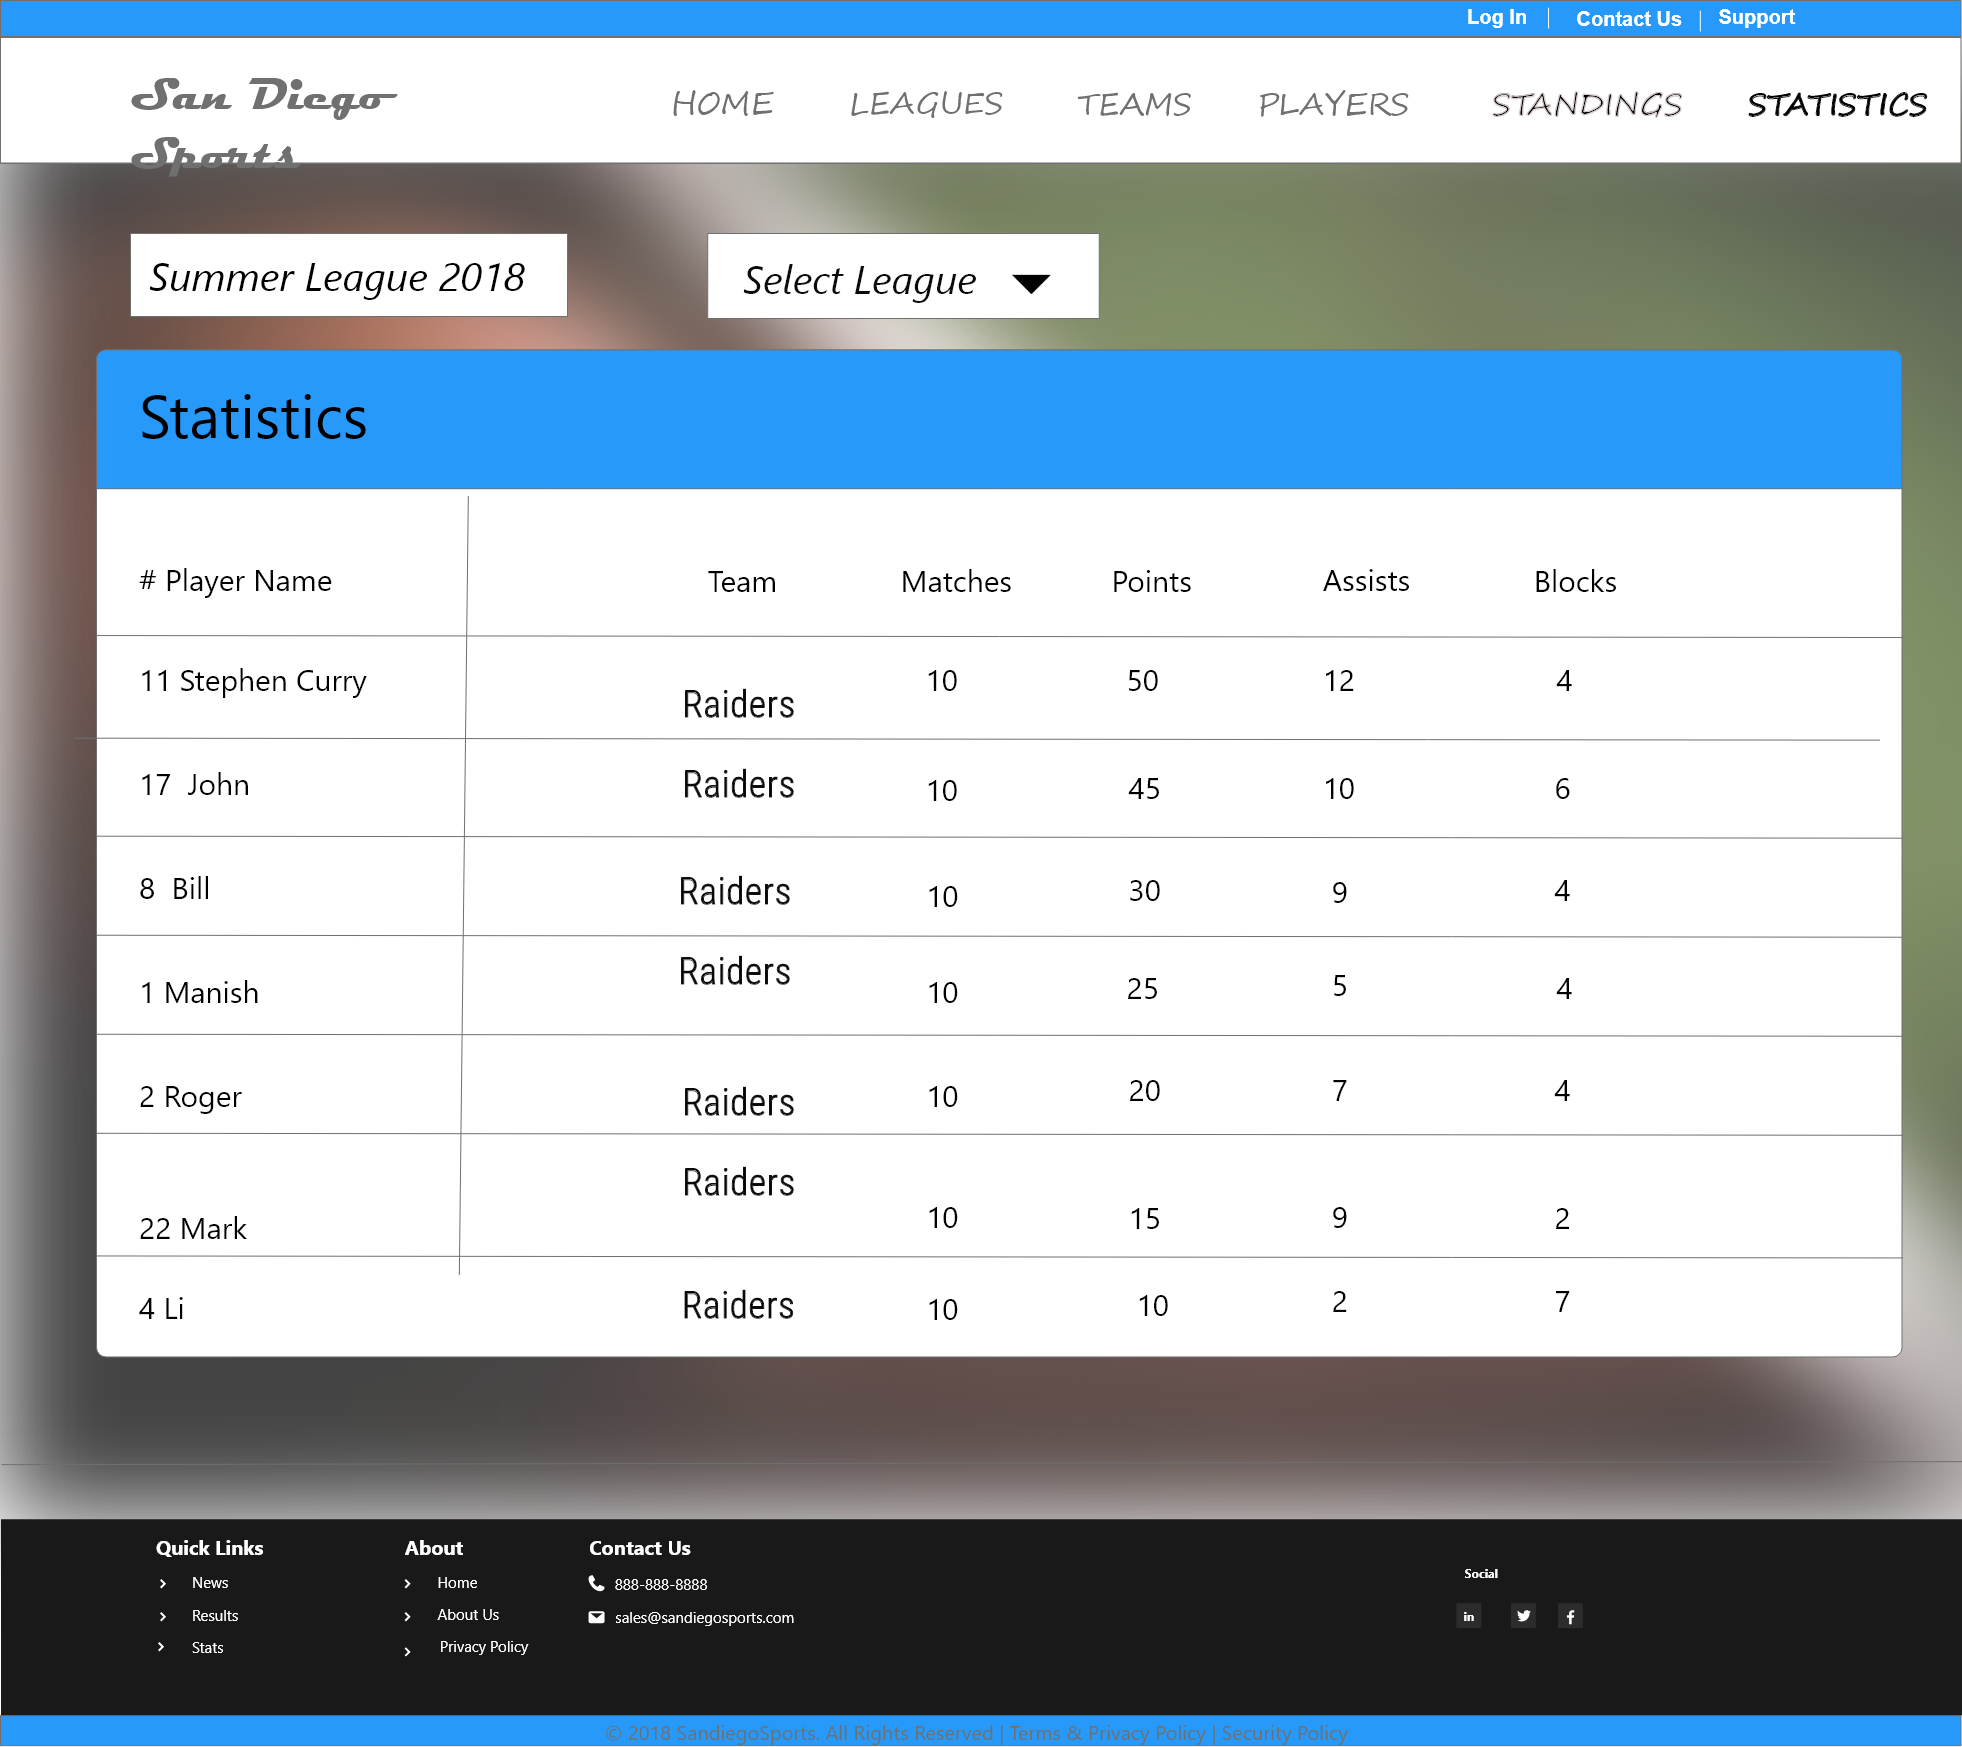 Log In | Contact Us | Support
San Diego
Sports
HOME LEAGUES TEAMS PLAYERS STANDINGS STATISTICS
Summer League 2018
Select League
Statistics
# Player Name Team Matches Points Assists Blocks
11 Stephen Curry Raiders 10 50 12 4
17 John Raiders 10 45 10 6
8 Bill Raiders 10 30 9 4
1 Manish Raiders 10 25 5 4
2 Roger Raiders 10 20 7 4
22 Mark Raiders 10 15 9 2
4 Li Raiders 10 10 2 7
Quick Links
News
Results
Stats
About
Home
About Us
Privacy Policy
Contact Us
888-888-8888
sales@sandiegosports.com
Social
© 2018 SandiegoSports. All Rights Reserved | Terms & Privacy Policy | Security Policy